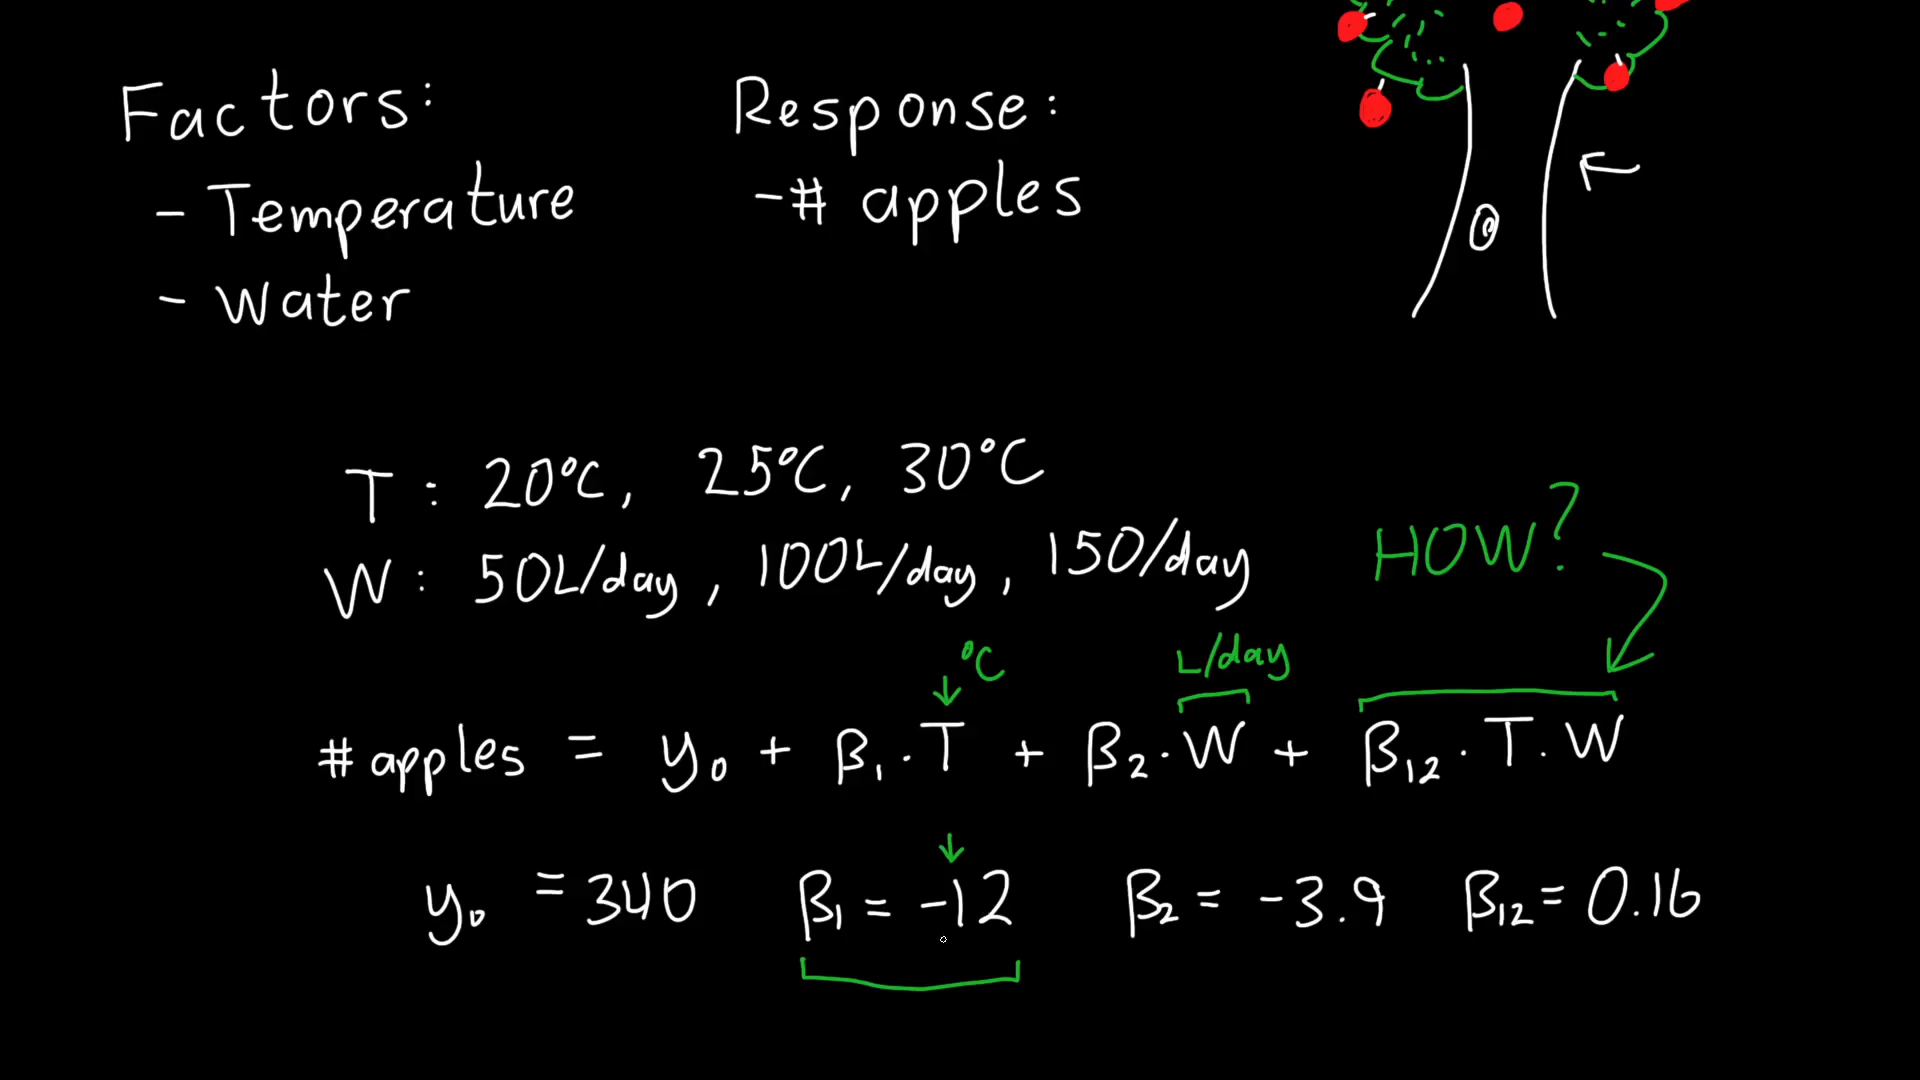 Factors:
- Temperature
- Water
Response:
- # apples
T : 20°C, 25°C, 30°C
W : 50L/day, 100L/day, 150/day
HOW?
°C
L/day
# apples = y₀ + β₁ · T + β₂ · W + β₁₂ · T · W
y₀ = 340 β₁ = -12 β₂ = -3.9 β₁₂ = 0.16